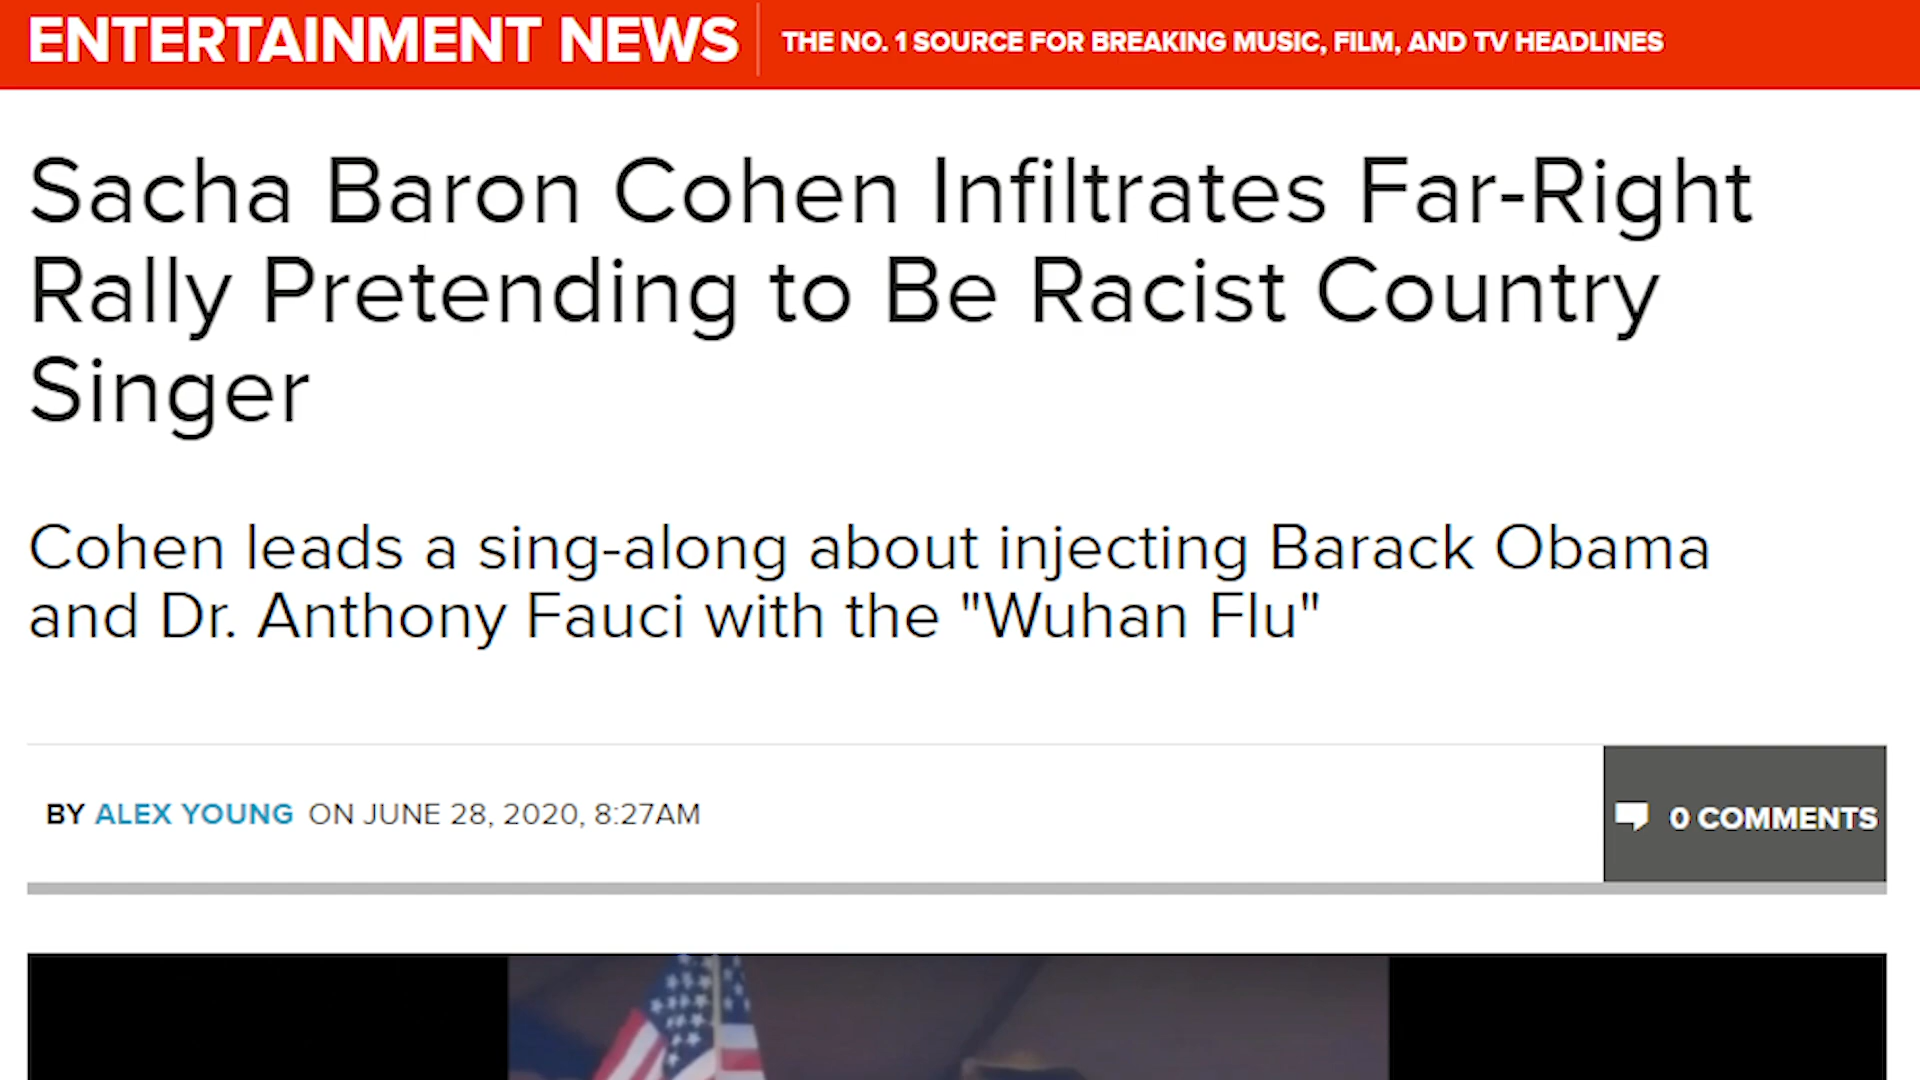 ENTERTAINMENT NEWS
THE NO. 1 SOURCE FOR BREAKING MUSIC, FILM, AND TV HEADLINES
Sacha Baron Cohen Infiltrates Far-Right
Rally Pretending to Be Racist Country
Singer
Cohen leads a sing-along about injecting Barack Obama
and Dr. Anthony Fauci with the "Wuhan Flu"
BY ALEX YOUNG ON JUNE 28, 2020, 8:27AM
0 COMMENTS